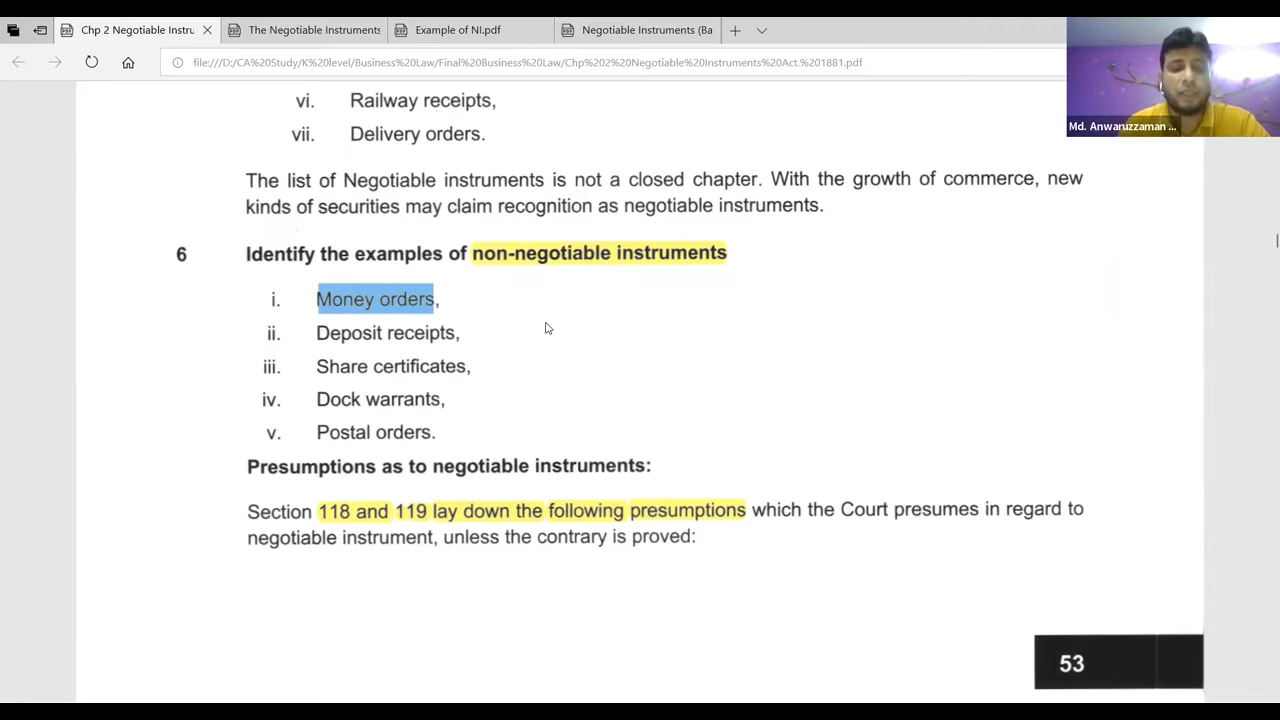 Chp 2 Negotiable Instru
The Negotiable Instruments
Example of NI.pdf
Negotiable Instruments (Ba
file:///D:/CA%20Study/K%20level/Business%20Law/Final%20Business%20Law/Chp%202%20Negotiable%20Instruments%20Act.%201881.pdf
Md. Anwaruzzaman ...
vi. Railway receipts,
vii. Delivery orders.
The list of Negotiable instruments is not a closed chapter. With the growth of commerce, new
kinds of securities may claim recognition as negotiable instruments.
6 Identify the examples of non-negotiable instruments
i. Money orders,
ii. Deposit receipts,
iii. Share certificates,
iv. Dock warrants,
v. Postal orders.
Presumptions as to negotiable instruments:
Section 118 and 119 lay down the following presumptions which the Court presumes in regard to
negotiable instrument, unless the contrary is proved:
53